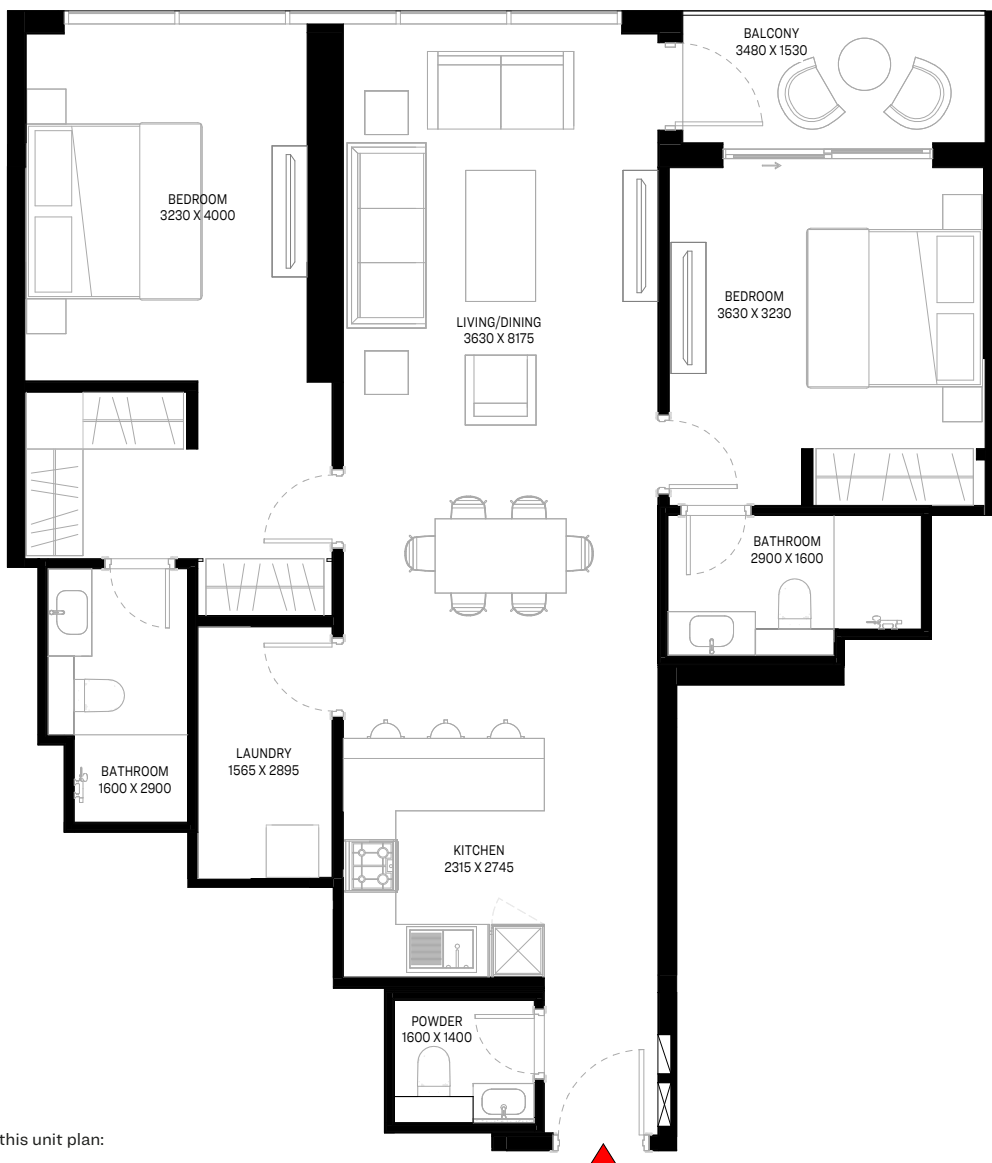 BALCONY
3480 X 1530
BEDROOM
3230 X 4000
BEDROOM
3630 X 3230
LIVING/DINING
3630 X 8175
BATHROOM
2900 X 1600
LAUNDRY
1565 X 2895
BATHROOM
1600 X 2900
KITCHEN
2315 X 2745
POWDER
1600 X 1400
this unit plan: